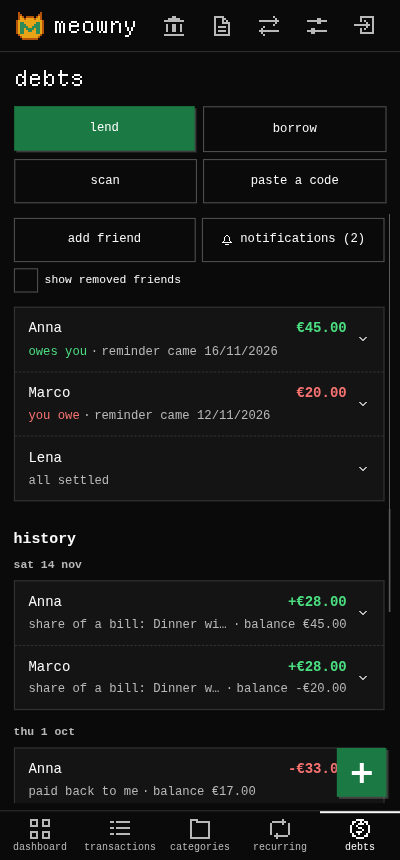 meowny
debts
lend
borrow
scan
paste a code
add friend
notifications (2)
show removed friends
Anna
€45.00
owes you · reminder came 16/11/2026
Marco
€20.00
you owe · reminder came 12/11/2026
Lena
all settled
history
sat 14 nov
Anna
+€28.00
share of a bill: Dinner wi… · balance €45.00
Marco
+€28.00
share of a bill: Dinner w… · balance -€20.00
thu 1 oct
Anna
-€33.0
paid back to me · balance €17.00
+
dashboard
transactions
categories
recurring
debts